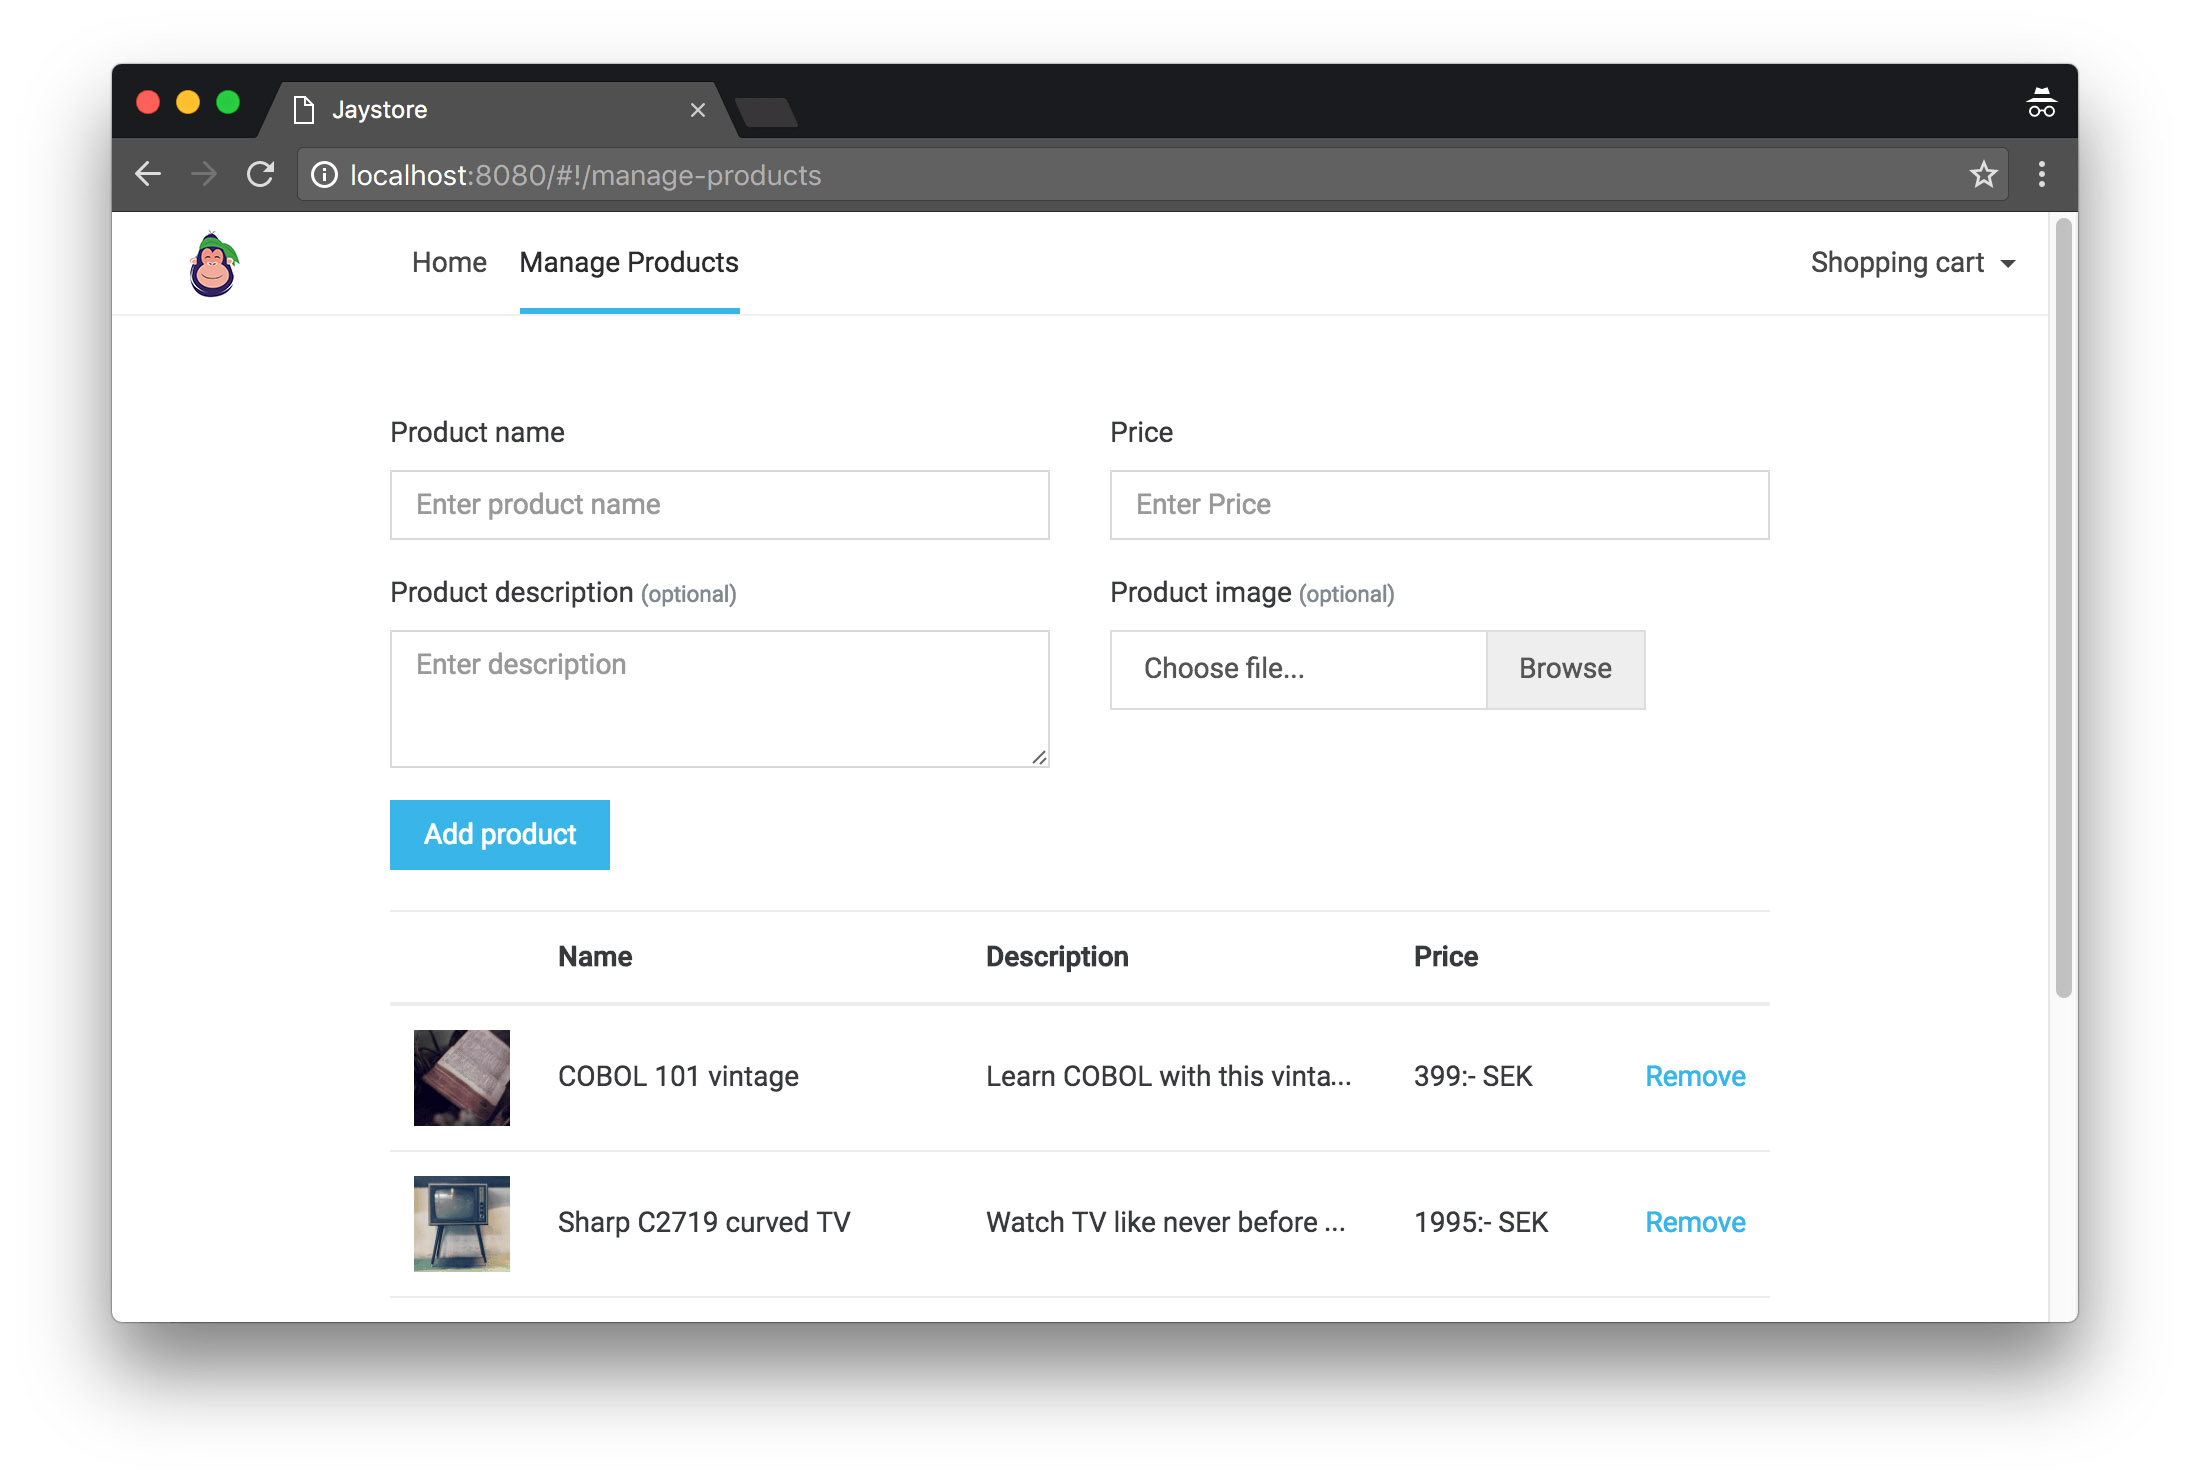 Jaystore
localhost:8080/#!/manage-products
Home Manage Products Shopping cart
Product name Price
Enter product name Enter Price
Product description (optional) Product image (optional)
Enter description Choose file... Browse
Add product
Name Description Price
COBOL 101 vintage Learn COBOL with this vinta... 399:- SEK Remove
Sharp C2719 curved TV Watch TV like never before ... 1995:- SEK Remove